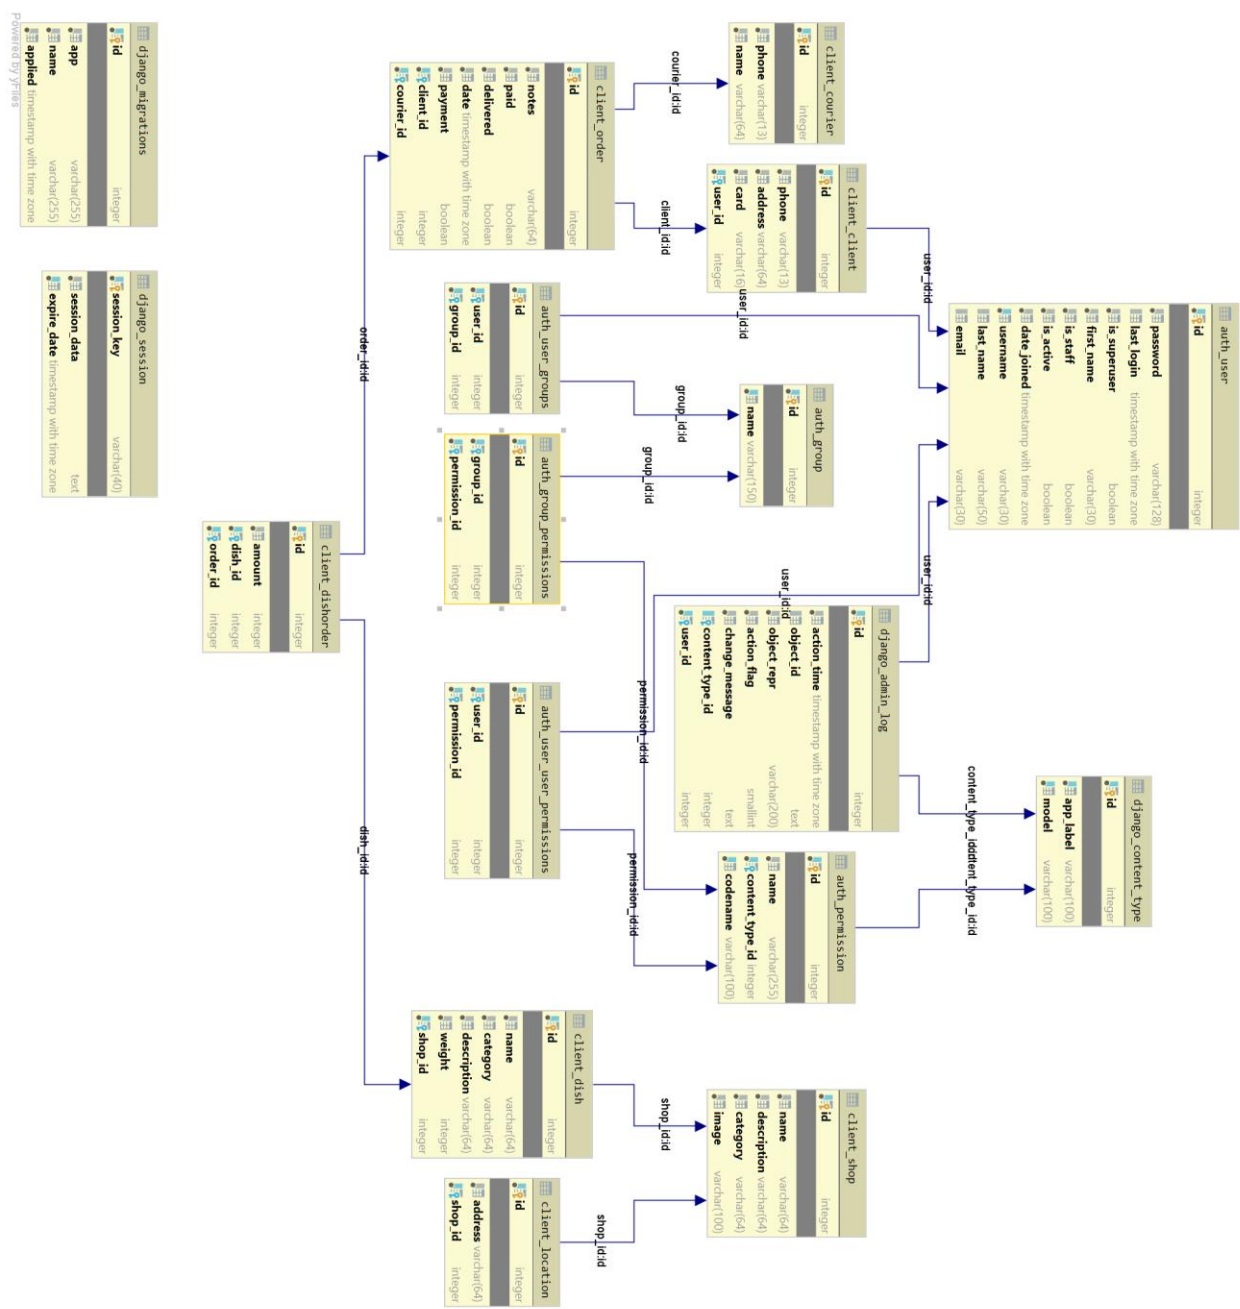 auth_user
id integer
password varchar(128)
last_login timestamp with time zone
is_superuser boolean
first_name varchar(30)
is_staff boolean
is_active boolean
date_joined timestamp with time zone
username varchar(30)
last_name varchar(50)
email varchar(30)
django_content_type
id integer
app_label varchar(100)
model varchar(100)
user_id:id
user_id:id
content_type_id:id
content_type_id:id
django_admin_log
id integer
action_time timestamp with time zone
object_id text
object_repr varchar(200)
action_flag smallint
change_message text
content_type_id integer
user_id integer
client_client
id integer
phone varchar(13)
address varchar(64)
card varchar(16)
user_id integer
client_shop
id integer
name varchar(64)
description varchar(64)
category varchar(64)
image varchar(100)
auth_permission
id integer
name varchar(255)
content_type_id integer
codename varchar(100)
client_courier
id integer
phone varchar(13)
name varchar(64)
auth_group
id integer
name varchar(150)
user_id:id
user_id:id
courier_id:id
client_id:id
group_id:id
group_id:id
permission_id:id
permission_id:id
shop_id:id
shop_id:id
client_order
id integer
notes varchar(64)
paid boolean
delivered boolean
date timestamp with time zone
payment boolean
client_id integer
courier_id integer
auth_user_groups
id integer
user_id integer
group_id integer
auth_group_permissions
id integer
group_id integer
permission_id integer
auth_user_user_permissions
id integer
user_id integer
permission_id integer
client_dish
id integer
name varchar(64)
category varchar(64)
description varchar(64)
weight integer
shop_id integer
client_location
id integer
address varchar(64)
shop_id integer
order_id:id
dish_id:id
client_dishorder
id integer
amount integer
dish_id integer
order_id integer
django_migrations
id integer
app varchar(255)
name varchar(255)
applied timestamp with time zone
django_session
session_key varchar(40)
session_data text
expire_date timestamp with time zone
Powered by yFiles